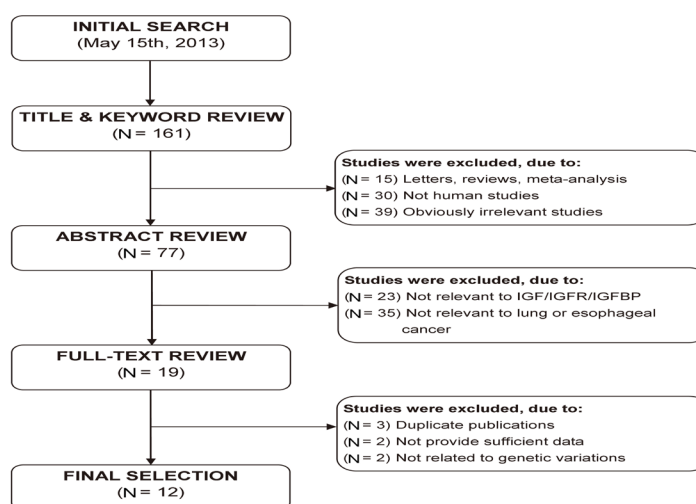 INITIAL SEARCH
(May 15th, 2013)
TITLE & KEYWORD REVIEW
(N = 161)
Studies were excluded, due to:
(N = 15) Letters, reviews, meta-analysis
(N = 30) Not human studies
(N = 39) Obviously irrelevant studies
ABSTRACT REVIEW
(N = 77)
Studies were excluded, due to:
(N = 23) Not relevant to IGF/IGFR/IGFBP
(N = 35) Not relevant to lung or esophageal
cancer
FULL-TEXT REVIEW
(N = 19)
Studies were excluded, due to:
(N = 3) Duplicate publications
(N = 2) Not provide sufficient data
(N = 2) Not related to genetic variations
FINAL SELECTION
(N = 12)